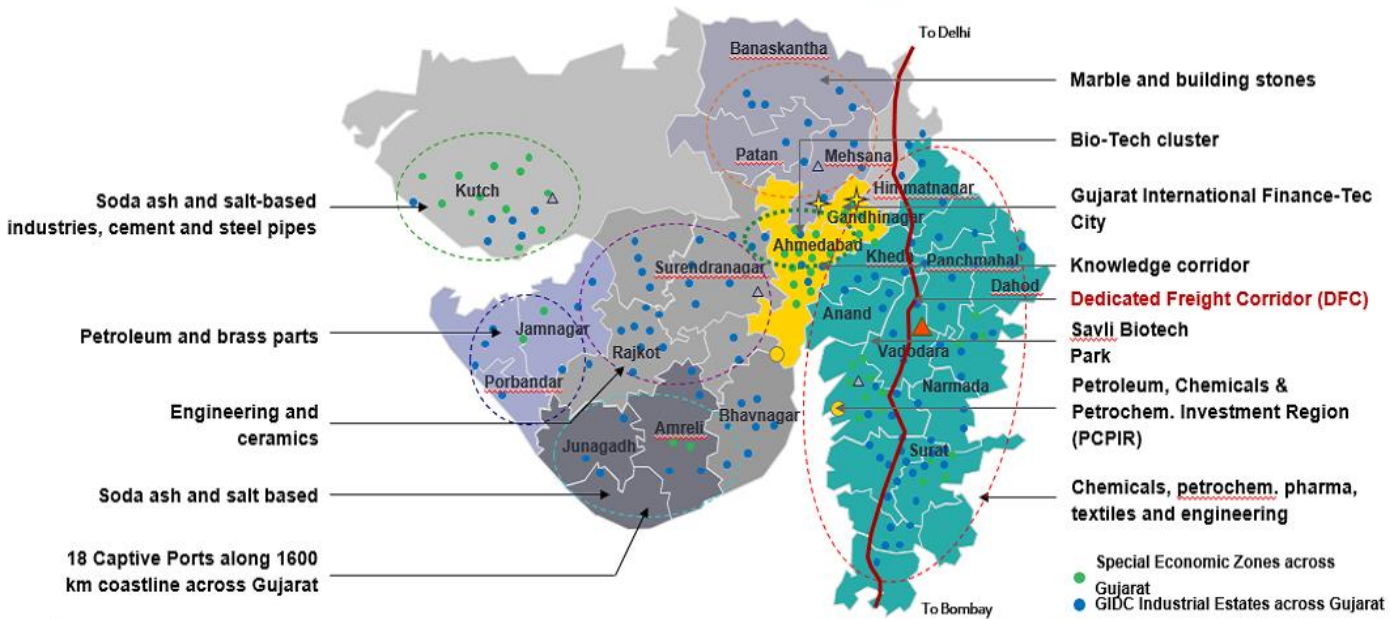 To Delhi
Banaskantha
Marble and building stones
Bio-Tech cluster
Patan
Mehsana
Himmatnagar
Kutch
Gujarat International Finance-Tec
City
Gandhinagar
Soda ash and salt-based
industries, cement and steel pipes
Ahmedabad
Kheda
Panchmahal
Surendranagar
Knowledge corridor
Dahod
Dedicated Freight Corridor (DFC)
Anand
Jamnagar
Petroleum and brass parts
Savli Biotech
Park
Vadodara
Rajkot
Porbandar
Narmada
Petroleum, Chemicals &
Petrochem. Investment Region
(PCPIR)
Engineering and
ceramics
Bhavnagar
Amreli
Junagadh
Surat
Soda ash and salt based
Chemicals, petrochem. pharma,
textiles and engineering
18 Captive Ports along 1600
km coastline across Gujarat
Special Economic Zones across
Gujarat
GIDC Industrial Estates across Gujarat
To Bombay